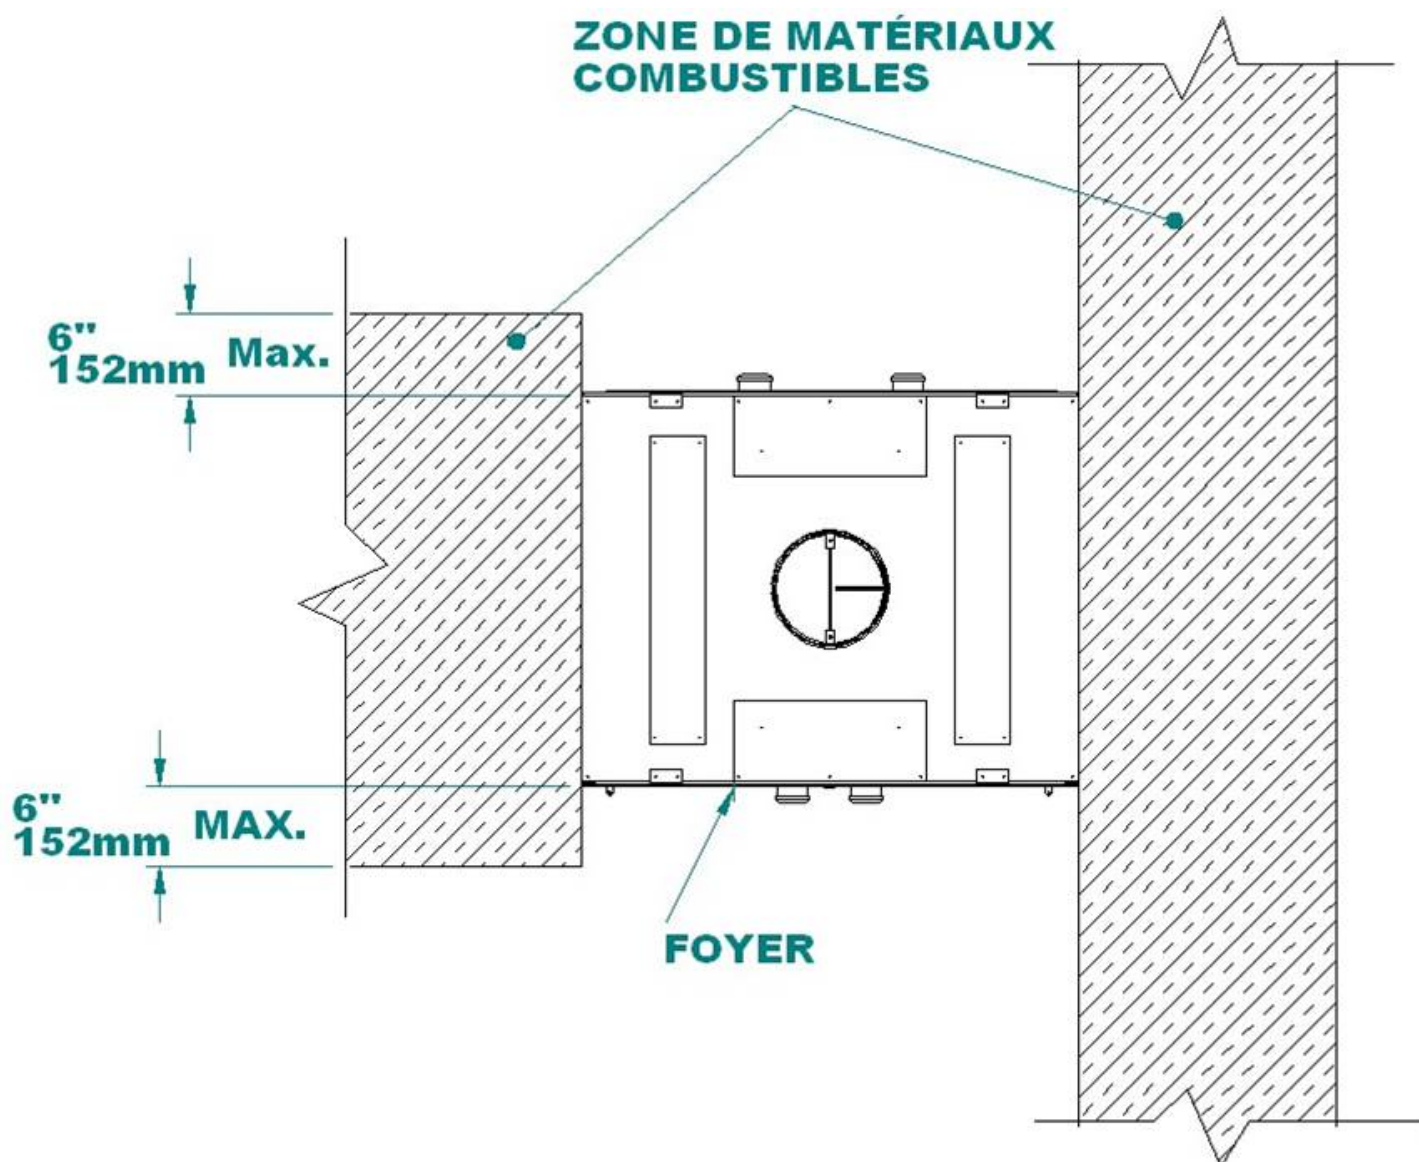 ZONE DE MATÉRIAUX
COMBUSTIBLES
6"
152mm
Max.
6"
152mm
MAX.
FOYER